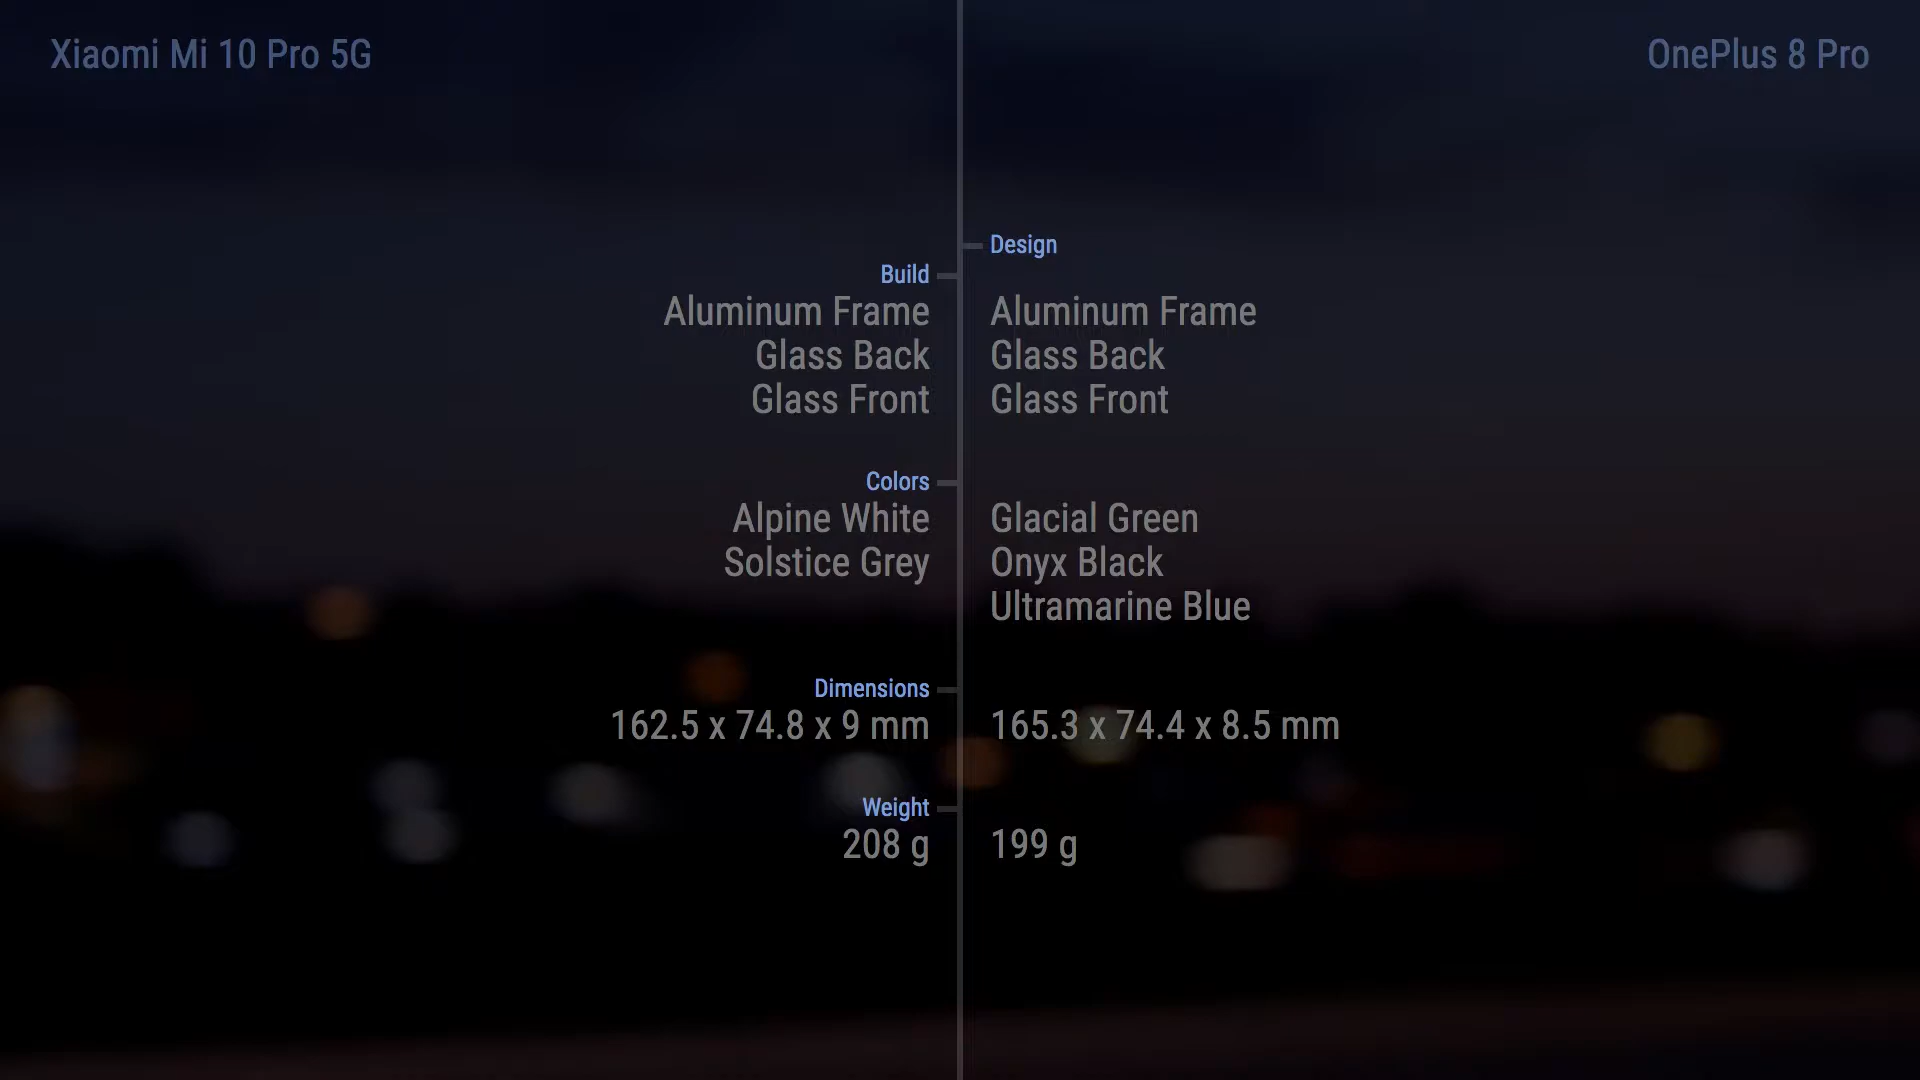 Xiaomi Mi 10 Pro 5G
OnePlus 8 Pro
Design
Build
Aluminum Frame
Glass Back
Glass Front
Aluminum Frame
Glass Back
Glass Front
Colors
Alpine White
Solstice Grey
Glacial Green
Onyx Black
Ultramarine Blue
Dimensions
162.5 x 74.8 x 9 mm
165.3 x 74.4 x 8.5 mm
Weight
208 g
199 g